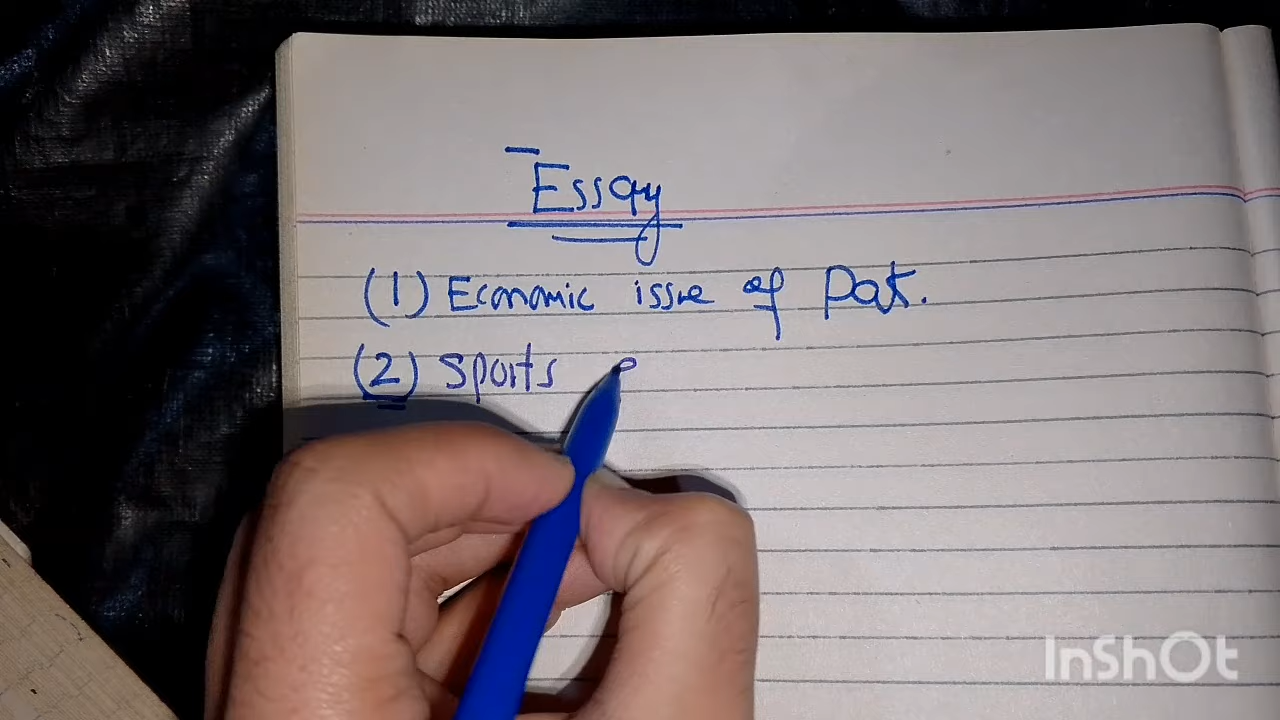 Essay
(1) Economic issue of Pak.
(2) Sports
InShOt